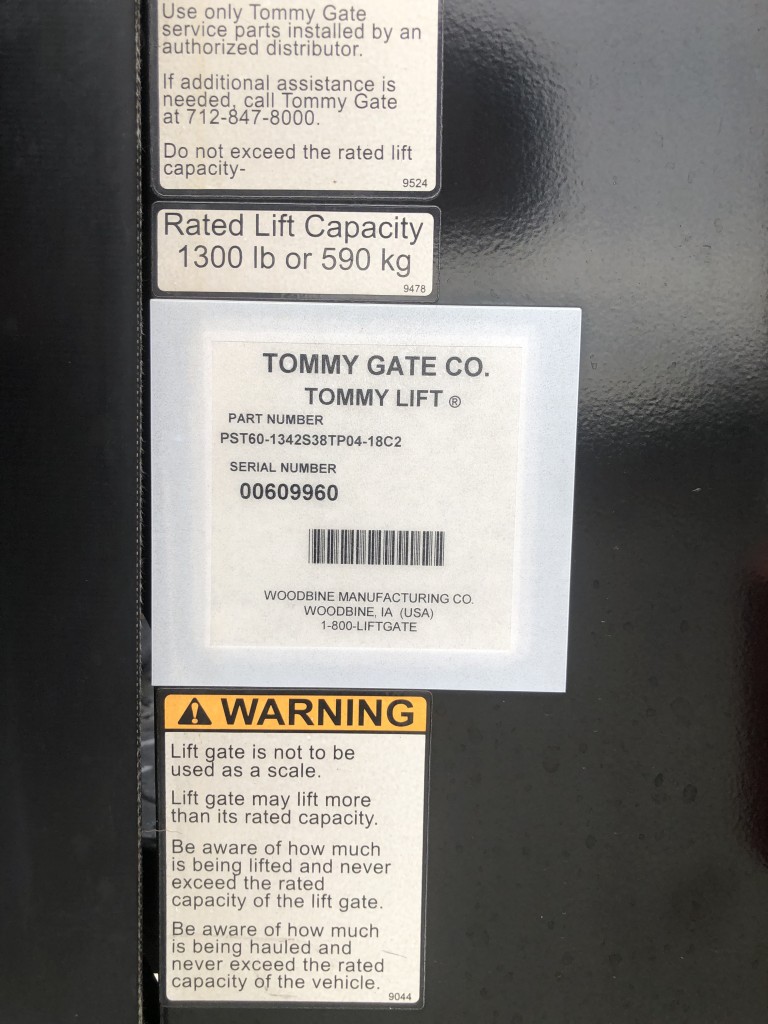 Use only Tommy Gate
service parts installed by an
authorized distributor.
If additional assistance is
needed, call Tommy Gate
at 712-847-8000.
Do not exceed the rated lift
capacity-
9524
Rated Lift Capacity
1300 lb or 590 kg
9478
TOMMY GATE CO.
TOMMY LIFT ®
PART NUMBER
PST60-1342S38TP04-18C2
SERIAL NUMBER
00609960
WOODBINE MANUFACTURING CO.
WOODBINE, IA (USA)
1-800-LIFTGATE
WARNING
Lift gate is not to be
used as a scale.
Lift gate may lift more
than its rated capacity.
Be aware of how much
is being lifted and never
exceed the rated
capacity of the lift gate.
Be aware of how much
is being hauled and
never exceed the rated
capacity of the vehicle.
9044